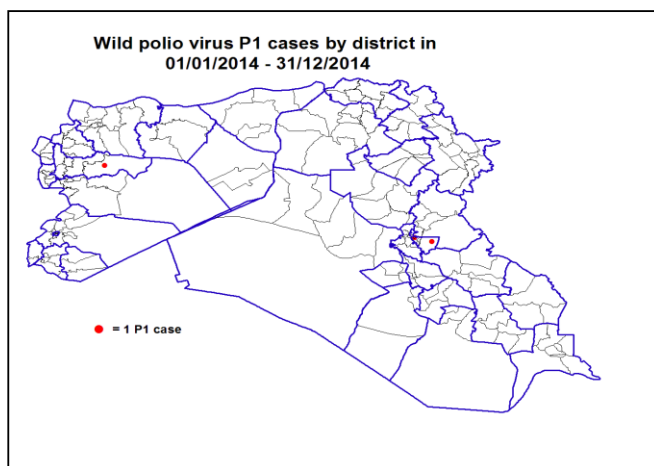 Wild polio virus P1 cases by district in
01/01/2014 - 31/12/2014
= 1 P1 case